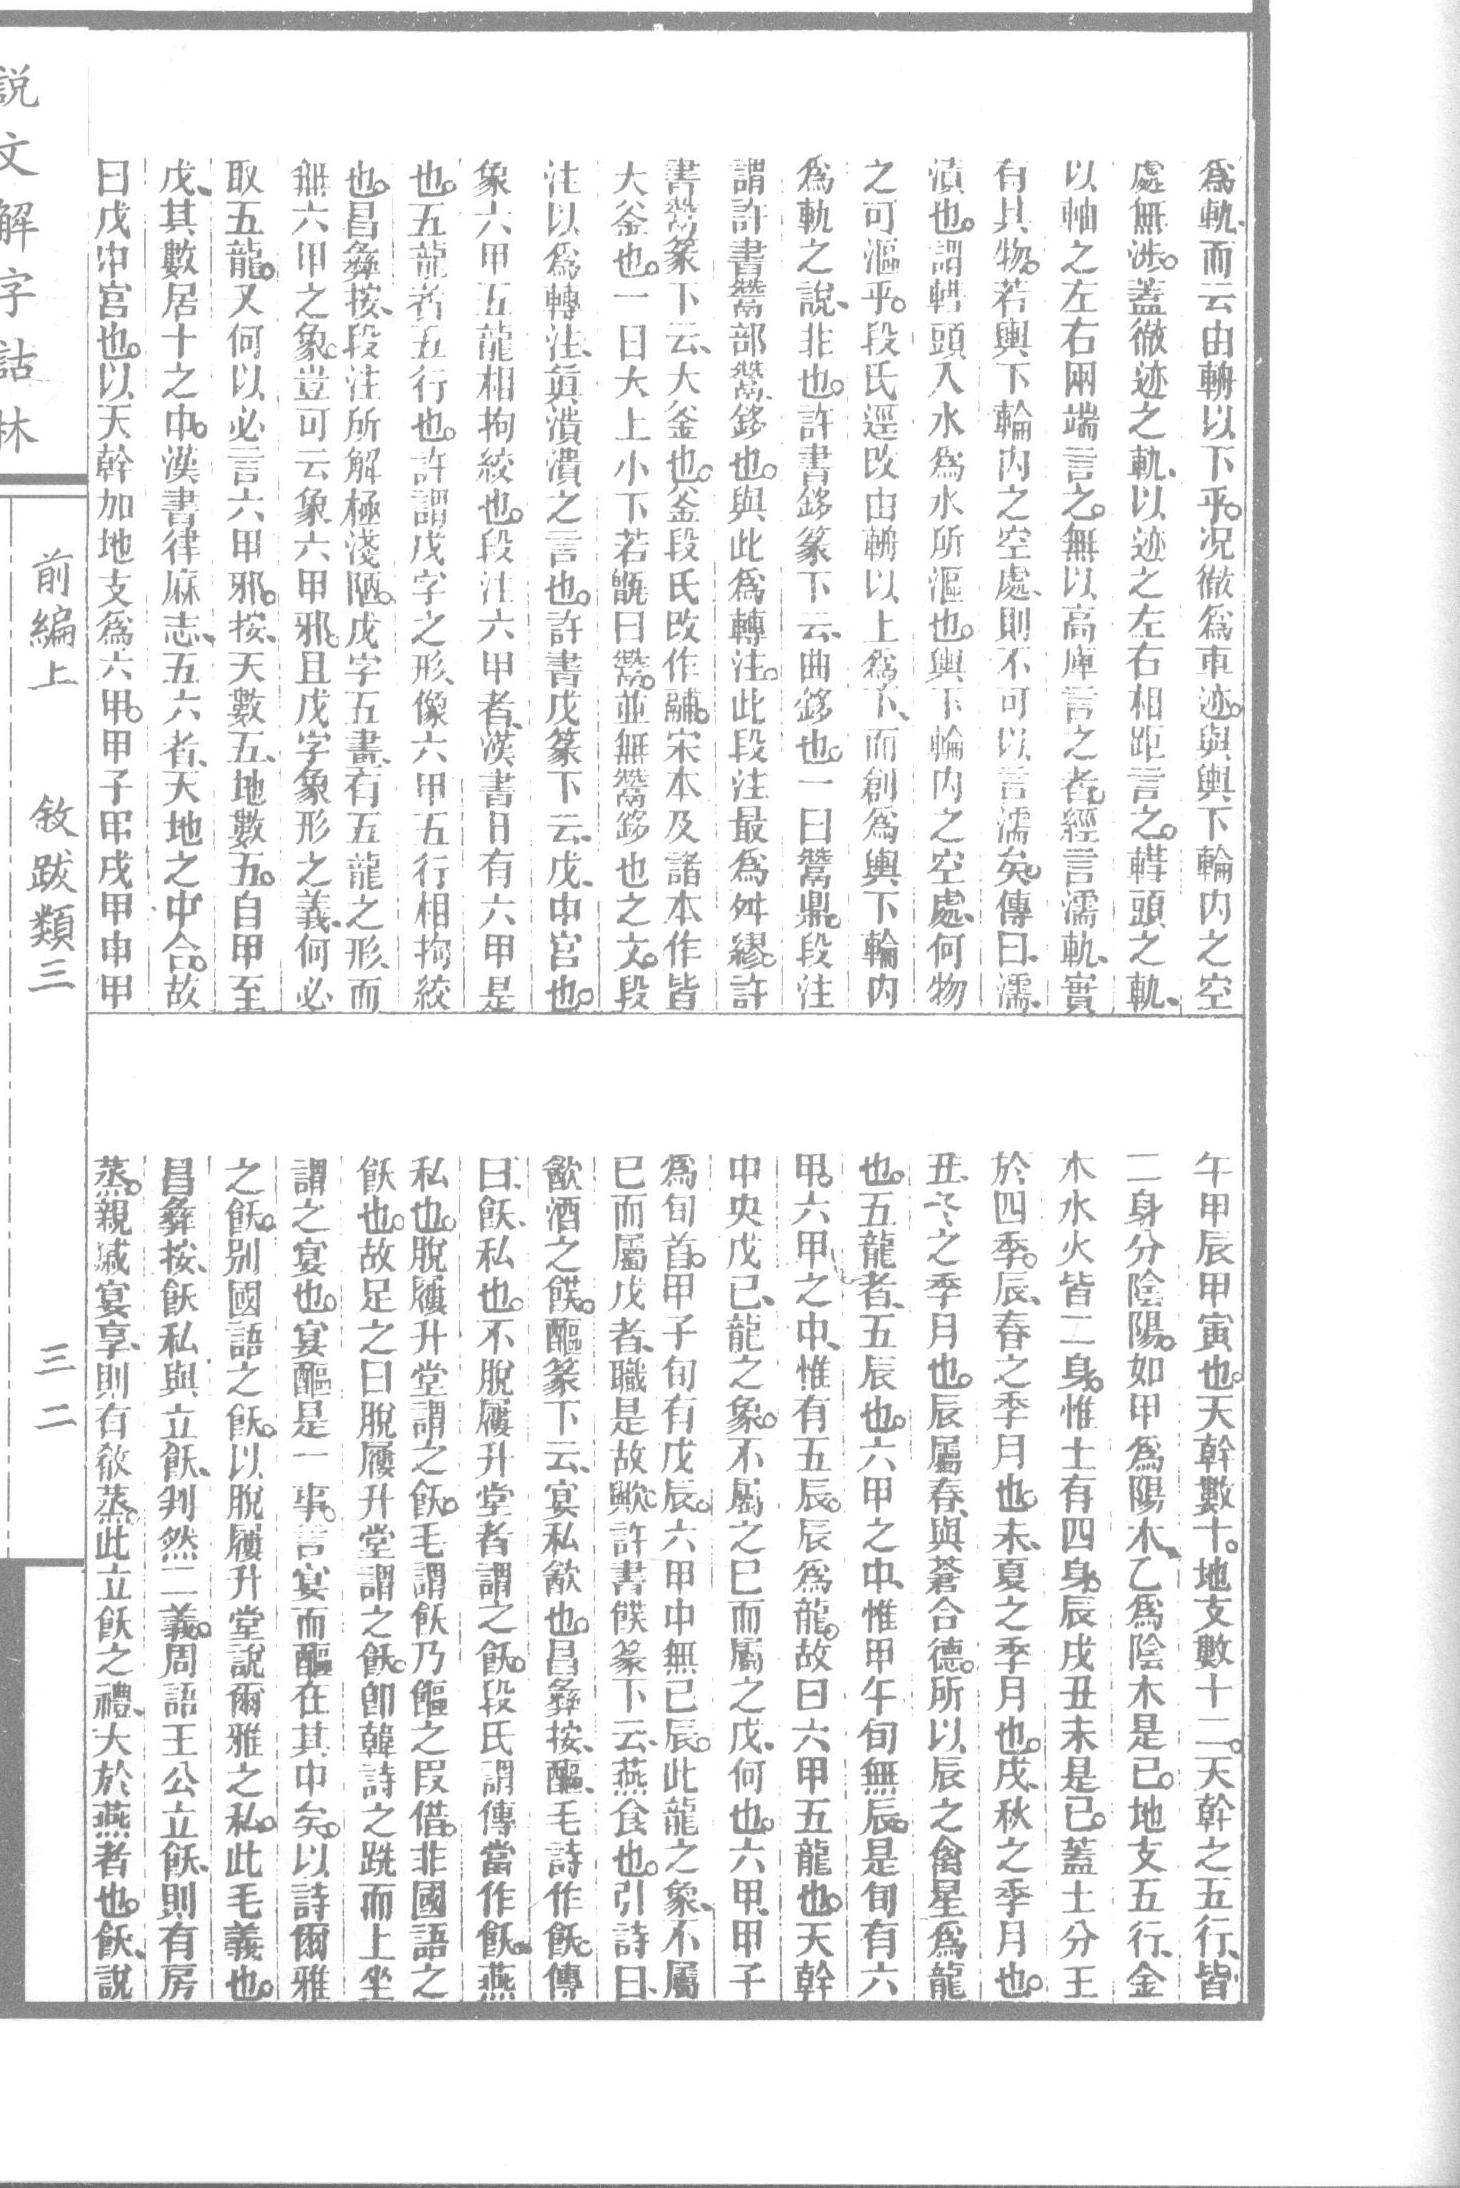 爲軌、而云由輈以下乎。况徹爲車迹。與輿下輪内之空
處無涉。蓋徹迹之軌、以迹之左右相距言之。轊頭之軌、
以軸之左右兩端言之。無以高庳言之者。經言濡軌、實
有其物。若輿下輪内之空處、則不可以言濡矣。傳曰、濡、
漬也。謂轊頭入水爲水所漚也。輿下輪内之空處、何物
之可漚乎。段氏逕改由輈以上爲下、而創爲輿下輪内
爲軌之說、非也。許書䥶篆下云、曲䥶也。一曰鬵鼎。段注
謂許書鬵部鬵䥶也。與此爲轉注。此段注最爲舛繆。許
書鬵篆下云、大釜也。釜段氏改作鬴。宋本及諸本作皆
大釜也。一曰大上小下若甑曰鬵。並無鬵䥶也之文。段
注以爲轉注、眞潰潰之言也。許書戊篆下云、戊、中宮也。
象六甲五龍相拘絞也。段注六甲者、漢書日有六甲是
也。五龍者五行也。許謂戊字之形、像六甲五行相拘絞
也。昌彝按、段注所解極淺陋。戊字五畫、有五龍之形、而
無六甲之象。豈可云象六甲邪。且戊字象形之義、何必
取五龍。又何以必言六甲邪。按、天數五、地數五。自甲至
戊、其數居十之中。漢書律厤志、五六者、天地之中合。故
曰戊中宮也。以天幹加地支爲六甲。甲子甲戌甲申甲
午甲辰甲寅也。天幹數十。地支數十二。天幹之五行、皆
二身分陰陽。如甲爲陽木、乙爲陰木是已。地支五行、金
木水火皆二身。惟土有四身。辰戌丑未是已。蓋土分王
於四季。辰、春之季月也。未、夏之季月也。戌、秋之季月也。
丑、冬之季月也。辰屬春、與蒼合德。所以辰之禽星爲龍
也。五龍者、五辰也。六甲之中、惟甲午旬無辰。是旬有六
甲。六甲之中、惟有五辰。辰爲龍。故曰六甲五龍也。天幹
中央戊己、龍之象。不屬之己而屬之戊、何也。六甲、甲子
爲旬首。甲子旬有戊辰。六甲中無己辰。此龍之象、不屬
已而屬戊者、職是故歟。許書䬸篆下云、燕食也。引詩曰、
飮酒之䬸。醧篆下云、宴私飮也。昌彝按、醧、毛詩作飫。傳
曰、飫、私也。不脫屨升堂者謂之飫。段氏謂傳當作飫、燕
私也。脫屨升堂謂之飫。毛謂飫乃饇之叚借。非國語之
飫也。故足之曰脫屨升堂謂之飫。卽韓詩之跣而上坐
謂之宴也。宴醧是一事。言宴而醧在其中矣。以詩爾雅
之飫。别國語之飫。以脫屨升堂說爾雅之私。此毛義也。
昌彝按、飫私與立飫、判然二義。周語王公立飫、則有房
蒸。親戚宴享、則有殽蒸。此立飫之禮、大於燕者也。飫、說
說文解字詁林
前編上
敘跋類三
三二